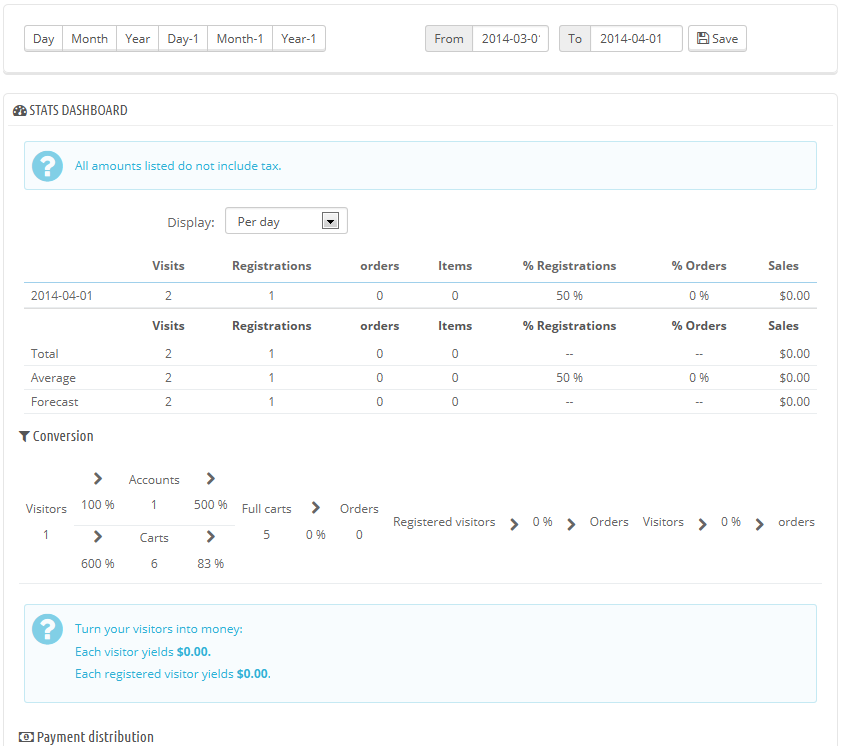 Day Month Year Day-1 Month-1 Year-1 From 2014-03-0 To 2014-04-01 Save
STATS DASHBOARD
? All amounts listed do not include tax.
Display: Per day
Visits Registrations orders Items % Registrations % Orders Sales
2014-04-01 2 1 0 0 50 % 0 % $0.00
Visits Registrations orders Items % Registrations % Orders Sales
Total 2 1 0 0 -- -- $0.00
Average 2 1 0 0 50 % 0 % $0.00
Forecast 2 1 0 0 -- -- $0.00
Conversion
Visitors
1
100 %
600 %
Accounts
1
Carts
6
500 %
83 %
Full carts
5
0 %
Orders
0
Registered visitors 0 % Orders Visitors 0 % orders
? Turn your visitors into money:
Each visitor yields $0.00.
Each registered visitor yields $0.00.
Payment distribution